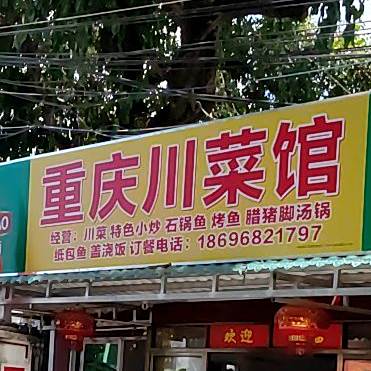 重庆川菜馆
经营：川菜 特色小炒 石锅鱼 烤鱼 腊猪脚汤锅
纸包鱼 盖浇饭 订餐电话：18696821797
欢迎